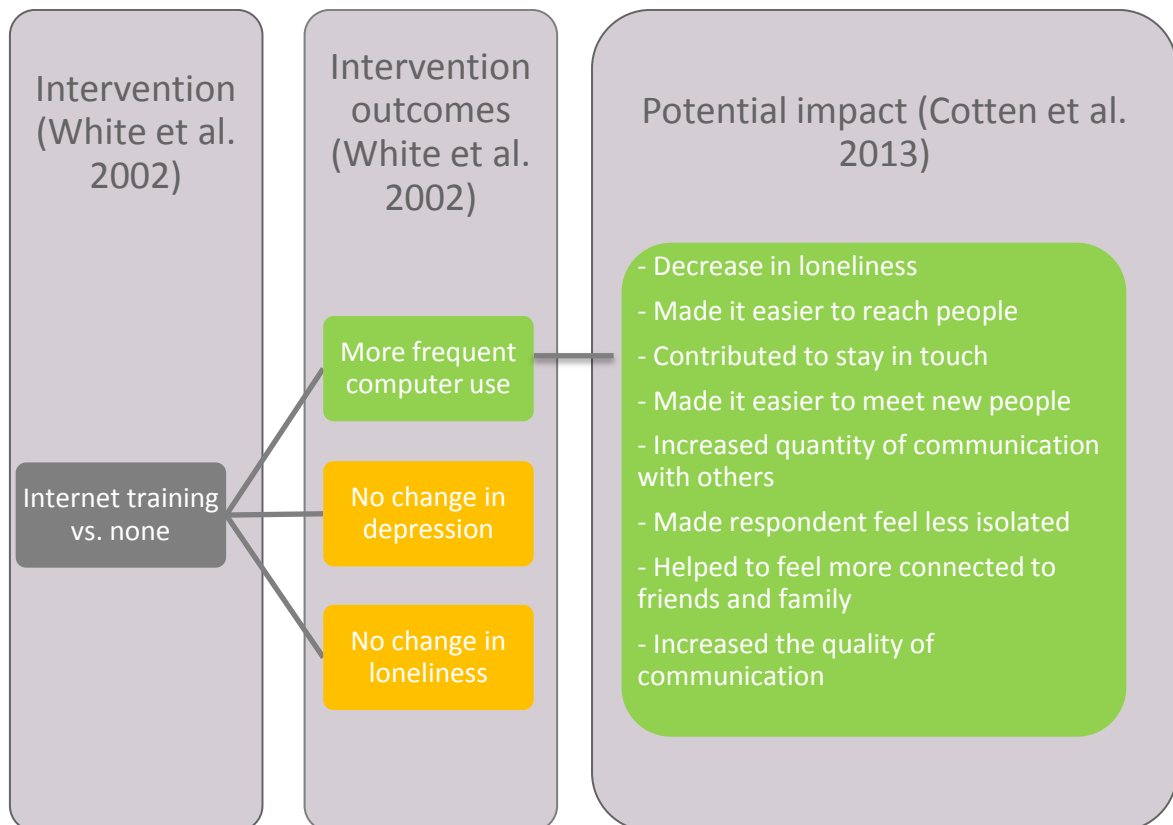 Intervention
(White et al.
2002)
Intervention
outcomes
(White et al.
2002)
Potential impact (Cotten et al.
2013)
Internet training
vs. none
More frequent
computer use
No change in
depression
No change in
loneliness
- Decrease in loneliness
- Made it easier to reach people
- Contributed to stay in touch
- Made it easier to meet new people
- Increased quantity of communication
with others
- Made respondent feel less isolated
- Helped to feel more connected to
friends and family
- Increased the quality of
communication